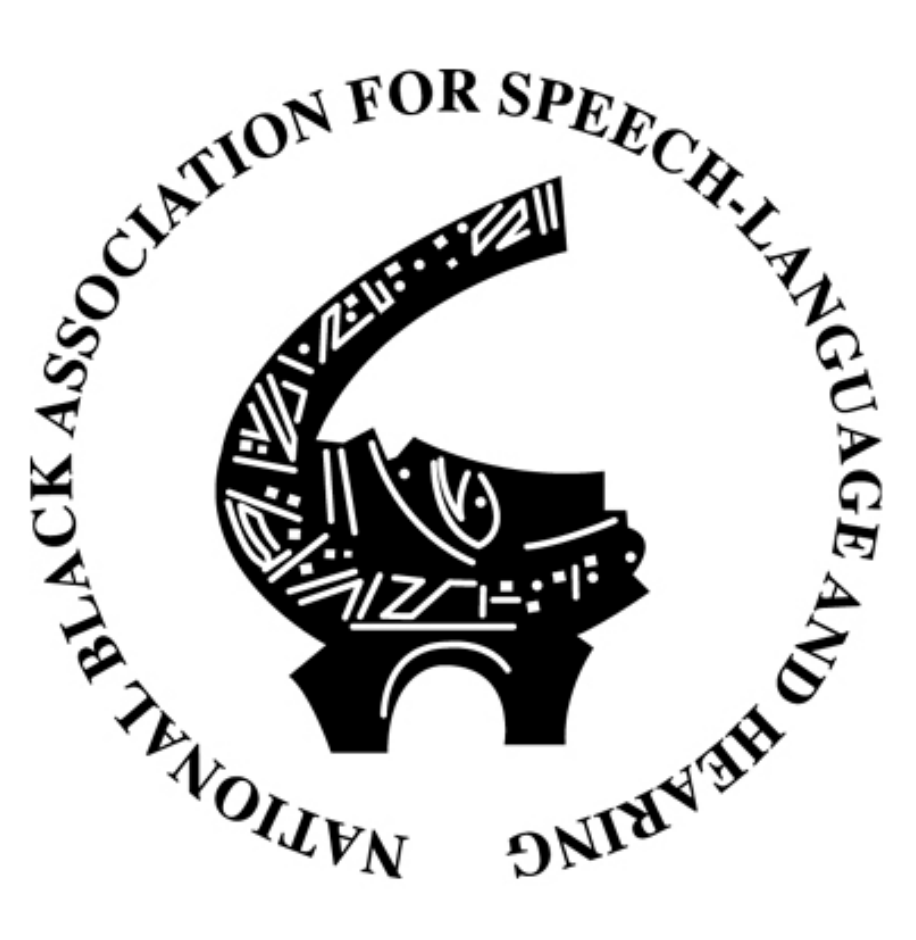 NATIONAL BLACK ASSOCIATION FOR SPEECH-LANGUAGE AND HEARING